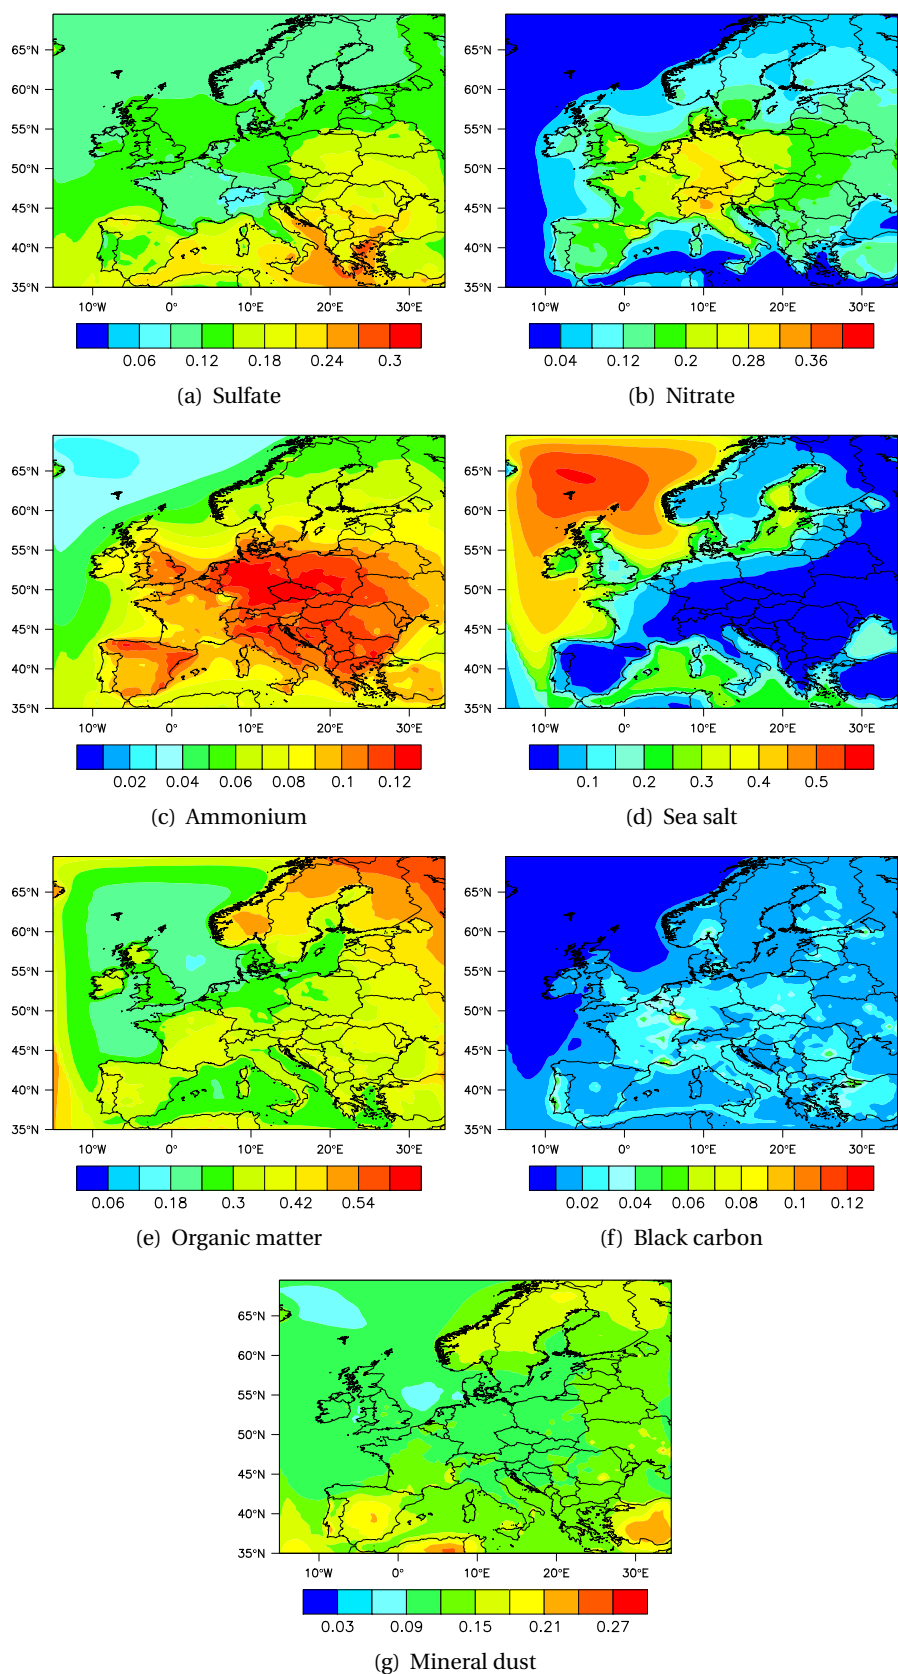 65°N 65°N
60°N 60°N
55°N 55°N
50°N 50°N
45°N 45°N
40°N 40°N
35°N 35°N
10°W 0° 10°E 20°E 30°E 10°W 0° 10°E 20°E 30°E
0.06 0.12 0.18 0.24 0.3 0.04 0.12 0.2 0.28 0.36
(a) Sulfate (b) Nitrate
65°N 65°N
60°N 60°N
55°N 55°N
50°N 50°N
45°N 45°N
40°N 40°N
35°N 35°N
10°W 0° 10°E 20°E 30°E 10°W 0° 10°E 20°E 30°E
0.02 0.04 0.06 0.08 0.1 0.12 0.1 0.2 0.3 0.4 0.5
(c) Ammonium (d) Sea salt
65°N 65°N
60°N 60°N
55°N 55°N
50°N 50°N
45°N 45°N
40°N 40°N
35°N 35°N
10°W 0° 10°E 20°E 30°E 10°W 0° 10°E 20°E 30°E
0.06 0.18 0.3 0.42 0.54 0.02 0.04 0.06 0.08 0.1 0.12
(e) Organic matter (f) Black carbon
65°N
60°N
55°N
50°N
45°N
40°N
35°N
10°W 0° 10°E 20°E 30°E
0.03 0.09 0.15 0.21 0.27
(g) Mineral dust